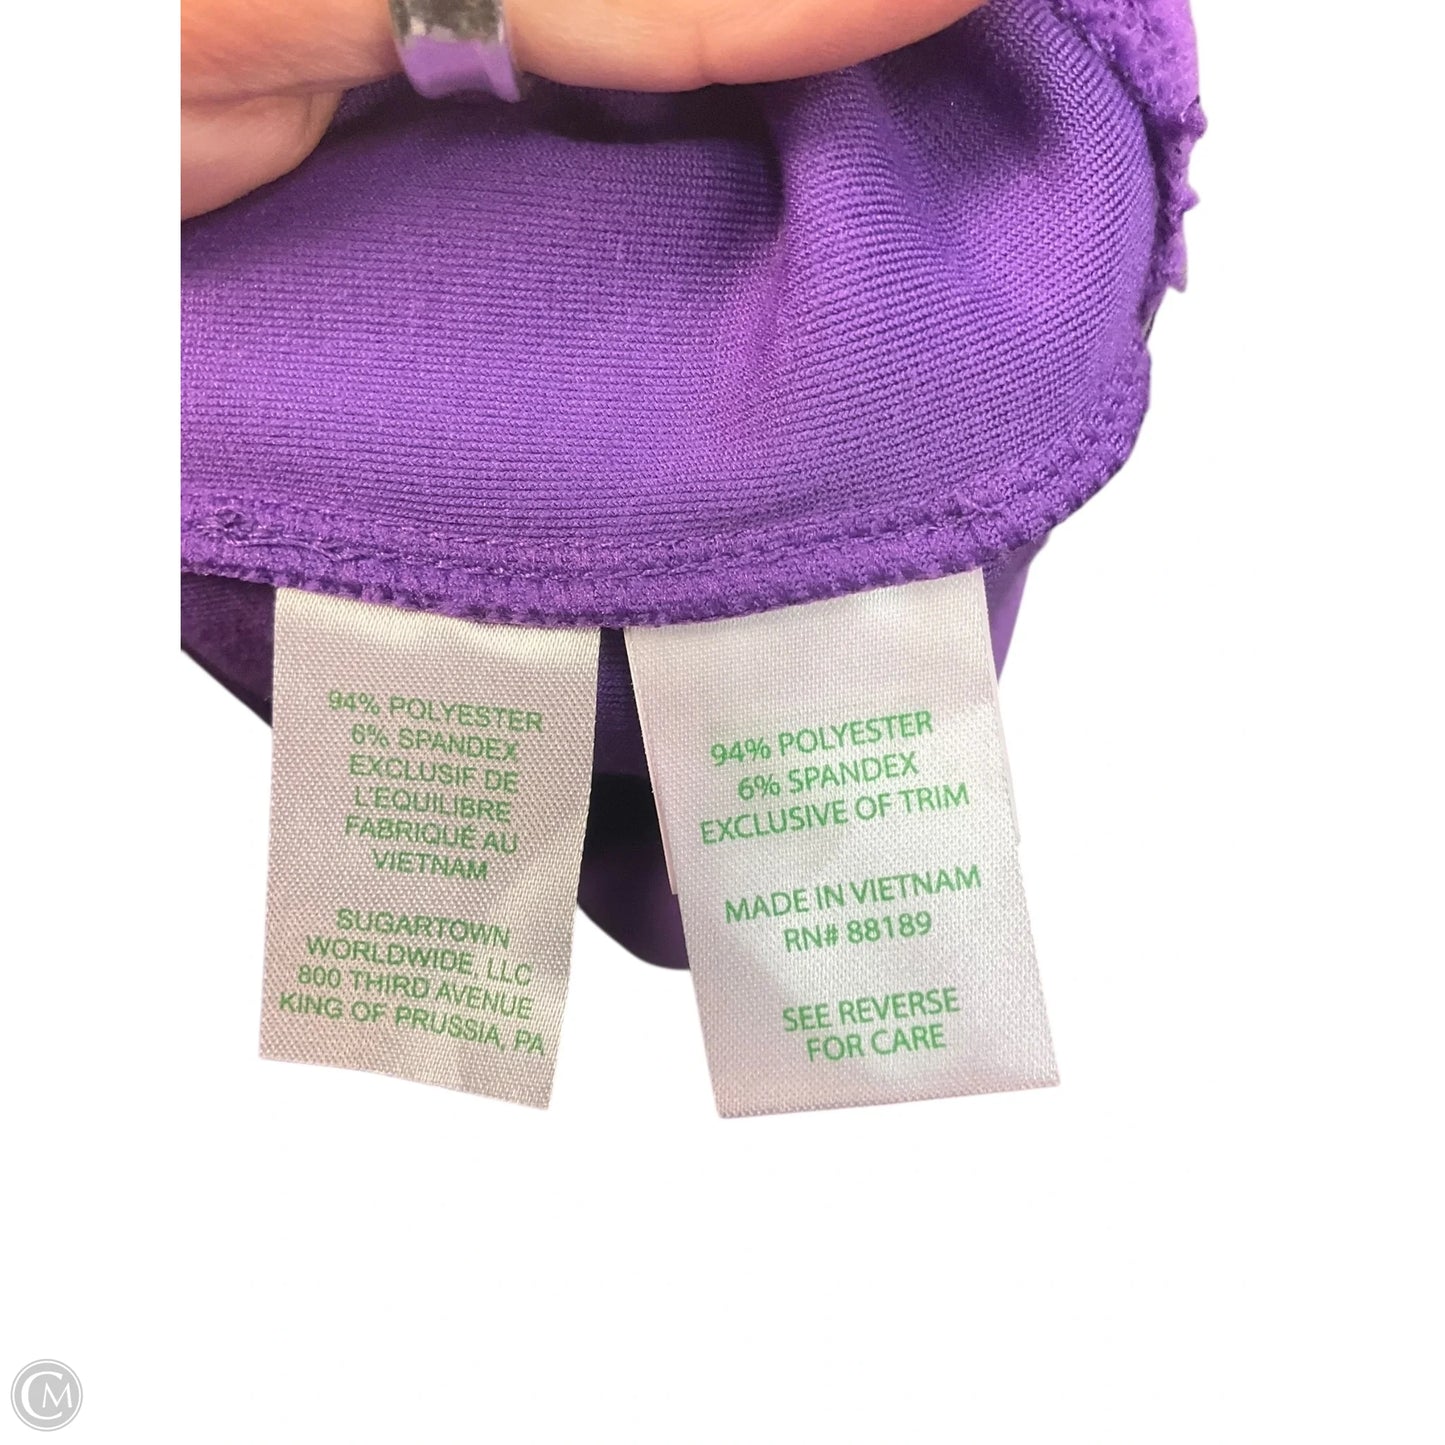 94% POLYESTER
6% SPANDEX
EXCLUSIF DE
L'EQUILIBRE
FABRIQUÉ AU
VIETNAM
SUGARTOWN
WORLDWIDE, LLC
800 THIRD AVENUE
KING OF PRUSSIA, PA
94% POLYESTER
6% SPANDEX
EXCLUSIVE OF TRIM
MADE IN VIETNAM
RN# 88189
SEE REVERSE
FOR CARE
CM